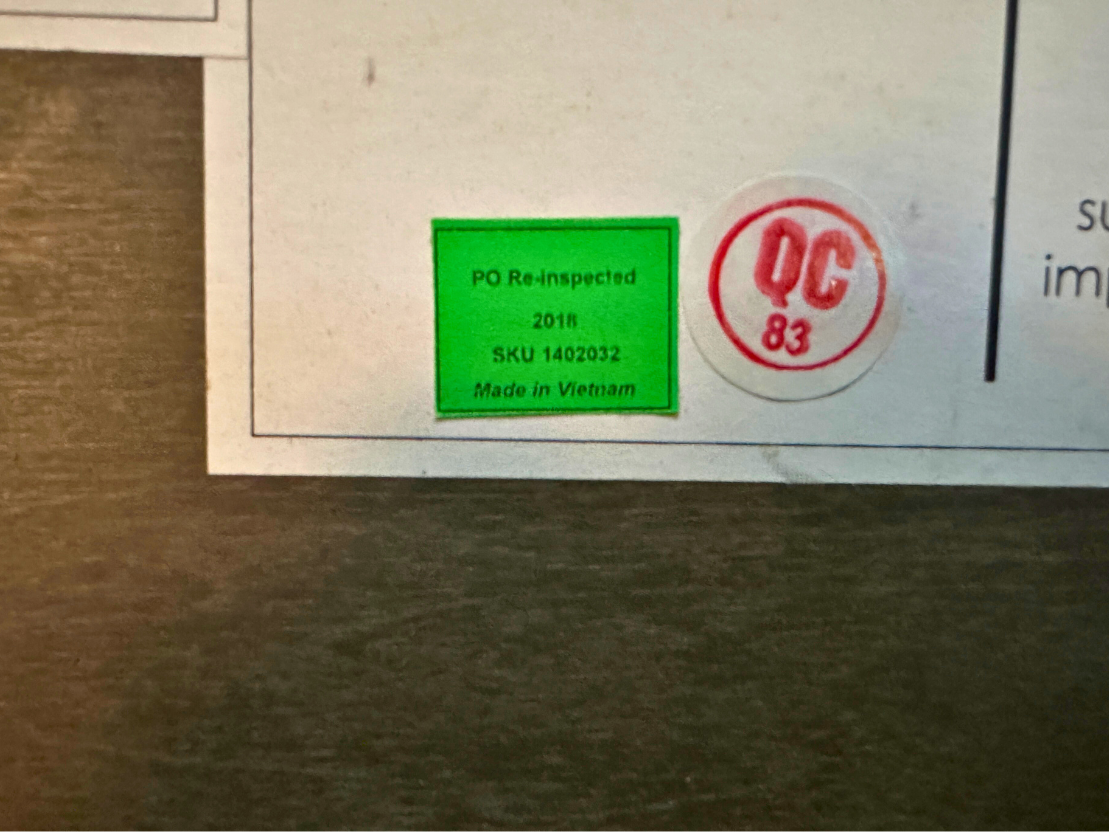 PO Re-inspected
2018
SKU 1402032
Made in Vietnam
QC
83